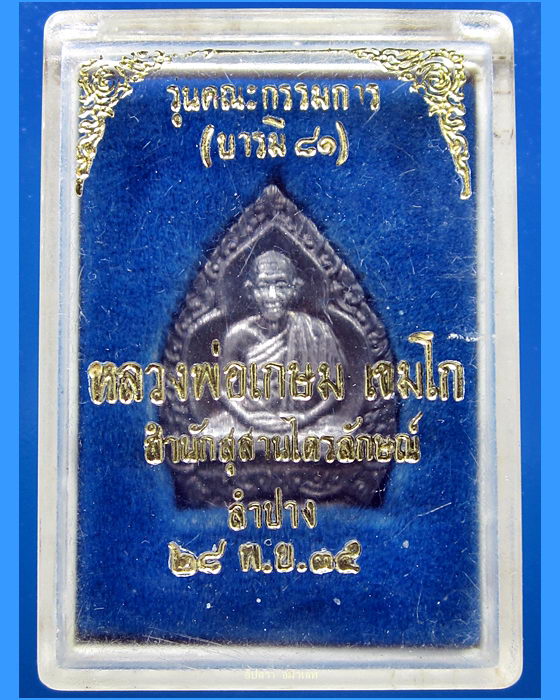 รุ่นคณะกรรมการ
(บารมี ๘๑)
หลวงพ่อเกษม เขมโก
สำนักสุสานไตรลักษณ์
ลำปาง
๒๘ พ.ย.๓๕